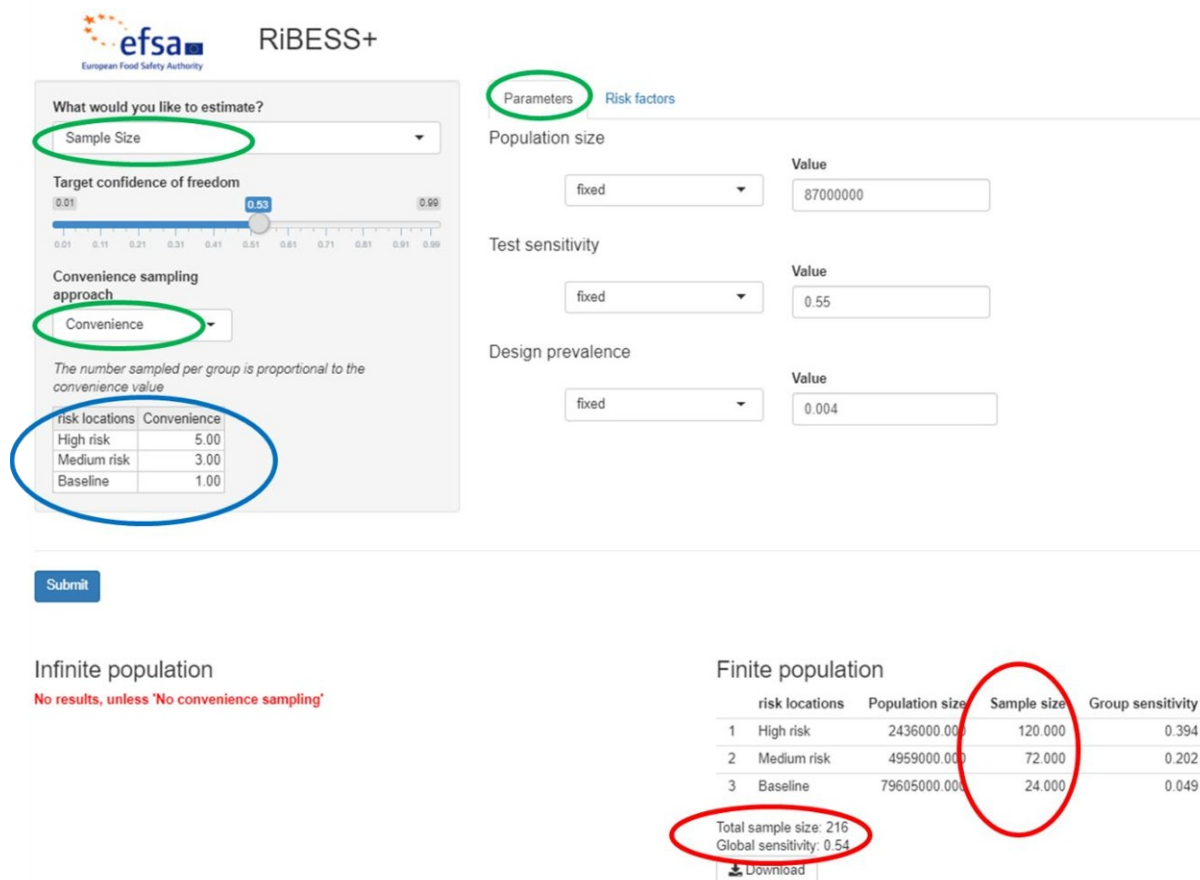 efsa
European Food Safety Authority
RiBESS+
What would you like to estimate?
Sample Size
Target confidence of freedom
0.01 0.53 0.99
0.01 0.11 0.21 0.31 0.41 0.51 0.61 0.71 0.81 0.91 0.99
Convenience sampling
approach
Convenience
The number sampled per group is proportional to the
convenience value
risk locations Convenience
High risk 5.00
Medium risk 3.00
Baseline 1.00
Parameters Risk factors
Population size
Value
fixed 87000000
Test sensitivity
Value
fixed 0.55
Design prevalence
Value
fixed 0.004
Submit
Infinite population
No results, unless 'No convenience sampling'
Finite population
risk locations Population size Sample size Group sensitivity
1 High risk 2436000.000 120.000 0.394
2 Medium risk 4959000.000 72.000 0.202
3 Baseline 79605000.000 24.000 0.049
Total sample size: 216
Global sensitivity: 0.54
Download